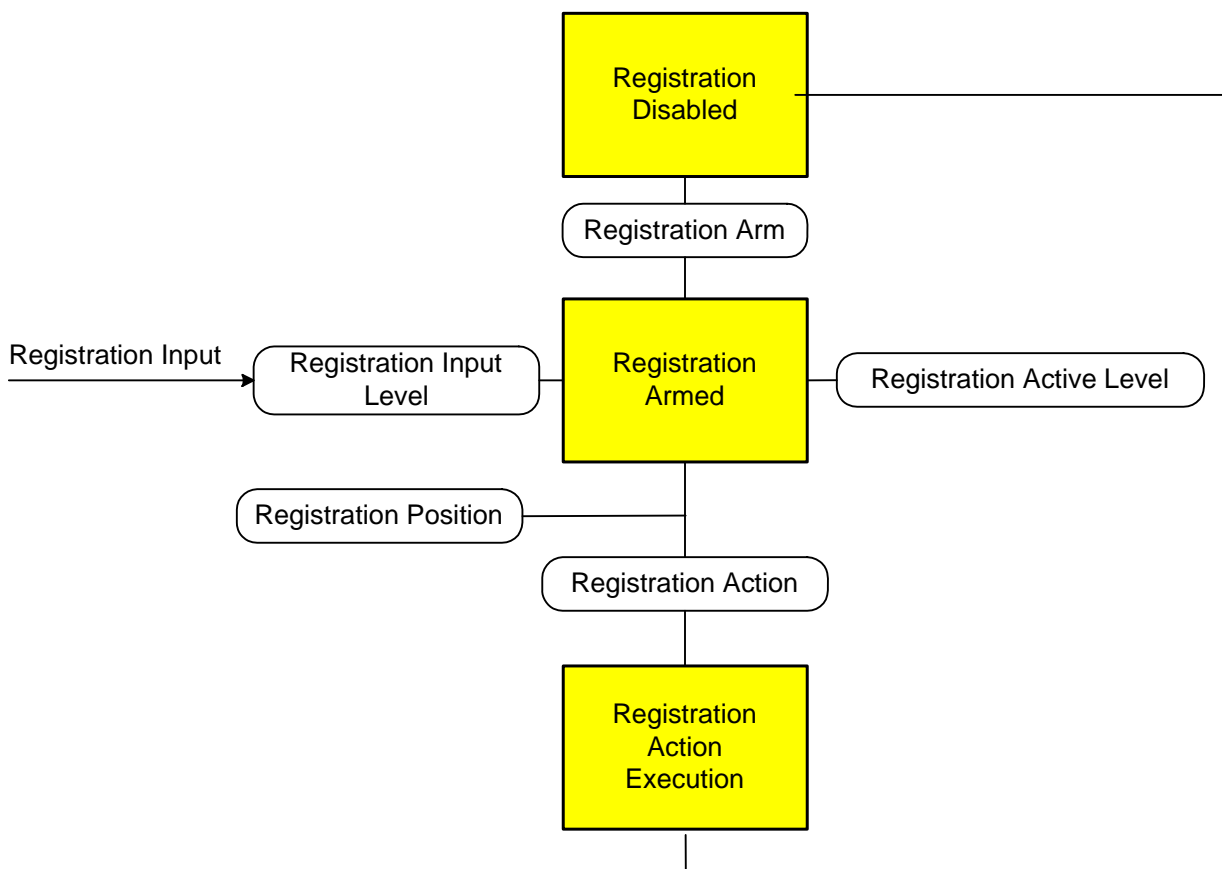 Registration
Disabled
Registration Arm
Registration Input
Registration Input
Level
Registration
Armed
Registration Active Level
Registration Position
Registration Action
Registration
Action
Execution